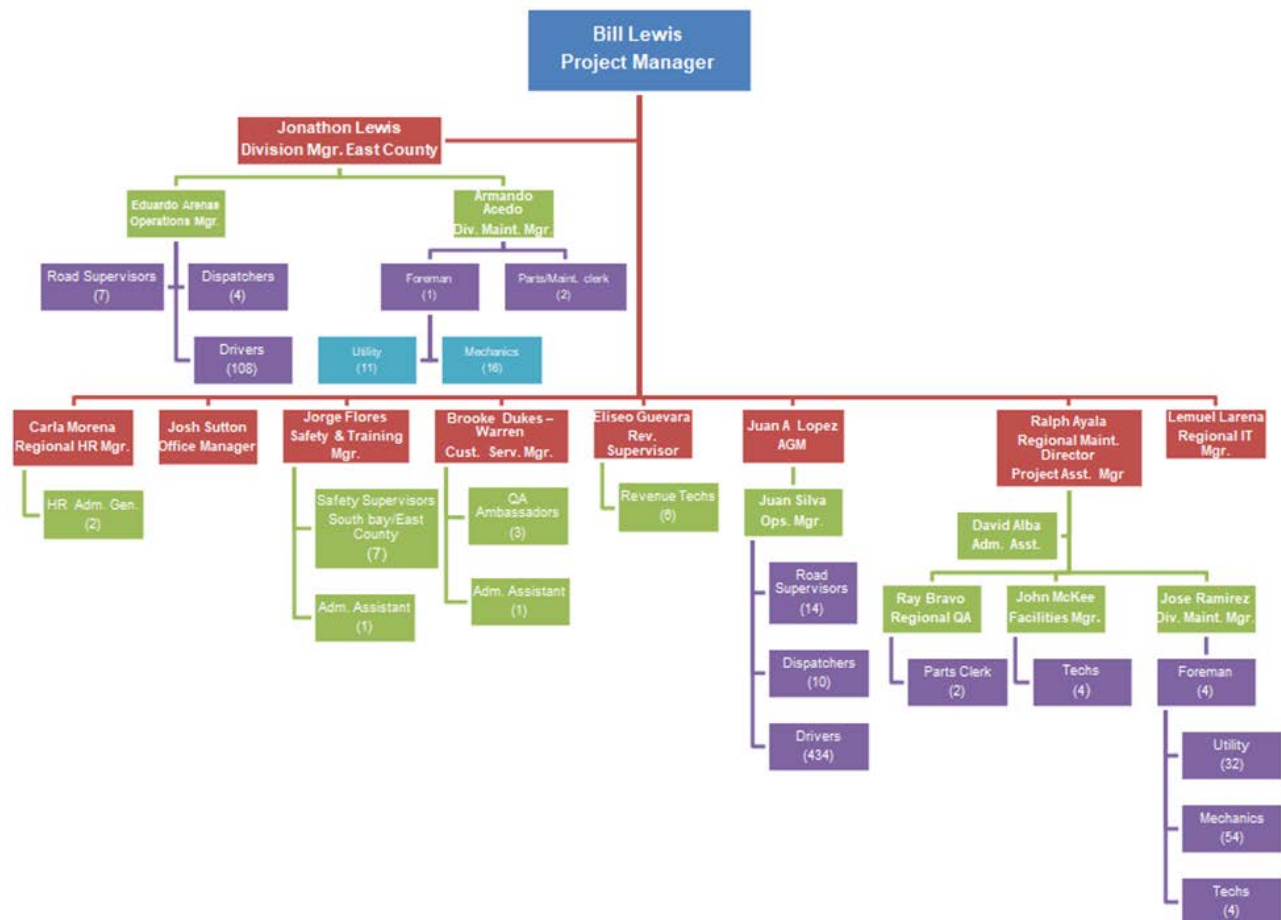 Bill Lewis
Project Manager
Jonathon Lewis
Division Mgr. East County
Eduardo Arenas
Operations Mgr.
Armando
Acedo
Div. Maint. Mgr.
Road Supervisors
(7)
Dispatchers
(4)
Foreman
(1)
Parts/Maint. clerk
(2)
Drivers
(108)
Utility
(11)
Mechanics
(16)
Carla Morena
Regional HR Mgr.
Josh Sutton
Office Manager
Jorge Flores
Safety & Training
Mgr.
Brooke Dukes –
Warren
Cust. Serv. Mgr.
Eliseo Guevara
Rev.
Supervisor
Juan A Lopez
AGM
Ralph Ayala
Regional Maint.
Director
Project Asst. Mgr
Lemuel Larena
Regional IT
Mgr.
HR Adm. Gen.
(2)
Safety Supervisors
South bay/East
County
(7)
Adm. Assistant
(1)
QA
Ambassadors
(3)
Adm. Assistant
(1)
Revenue Techs
(6)
Juan Silva
Ops. Mgr.
Road
Supervisors
(14)
Dispatchers
(10)
Drivers
(434)
David Alba
Adm. Asst.
Ray Bravo
Regional QA
John McKee
Facilities Mgr.
Jose Ramirez
Div. Maint. Mgr.
Parts Clerk
(2)
Techs
(4)
Foreman
(4)
Utility
(32)
Mechanics
(54)
Techs
(4)